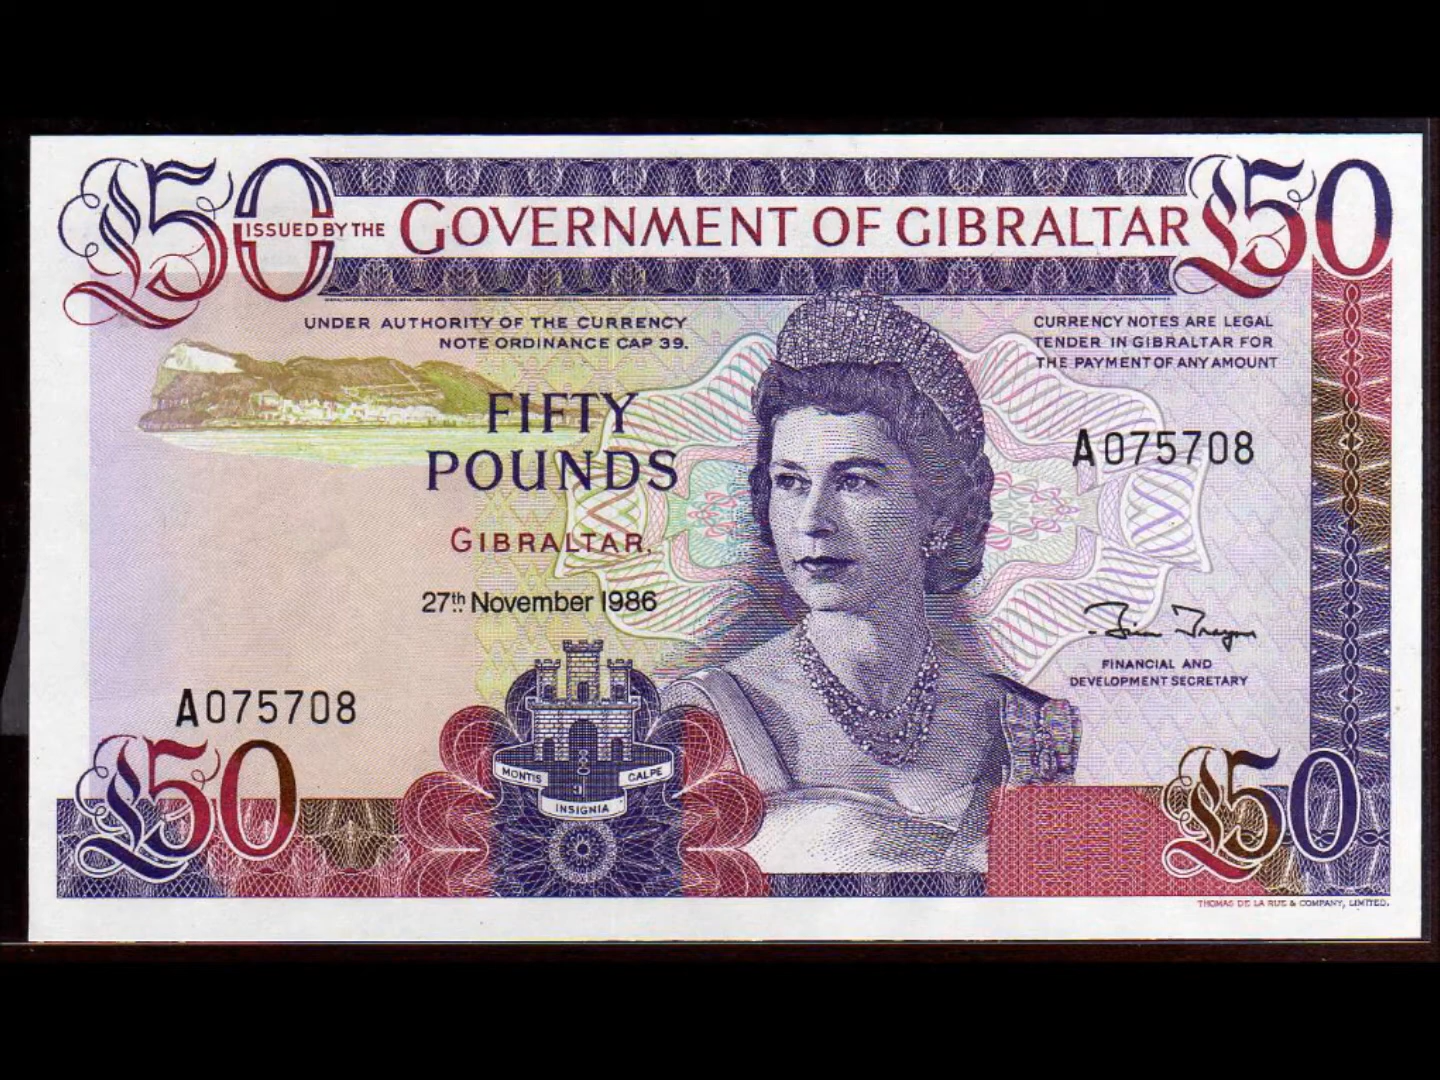 £50
£50
ISSUED BY THE GOVERNMENT OF GIBRALTAR
UNDER AUTHORITY OF THE CURRENCY
NOTE ORDINANCE CAP 39.
CURRENCY NOTES ARE LEGAL
TENDER IN GIBRALTAR FOR
THE PAYMENT OF ANY AMOUNT
FIFTY
POUNDS
A075708
GIBRALTAR,
27th November 1986
FINANCIAL AND
DEVELOPMENT SECRETARY
A075708
MONTIS
INSIGNIA
CALPE
£50
£50
THOMAS DE LA RUE & COMPANY, LIMITED.